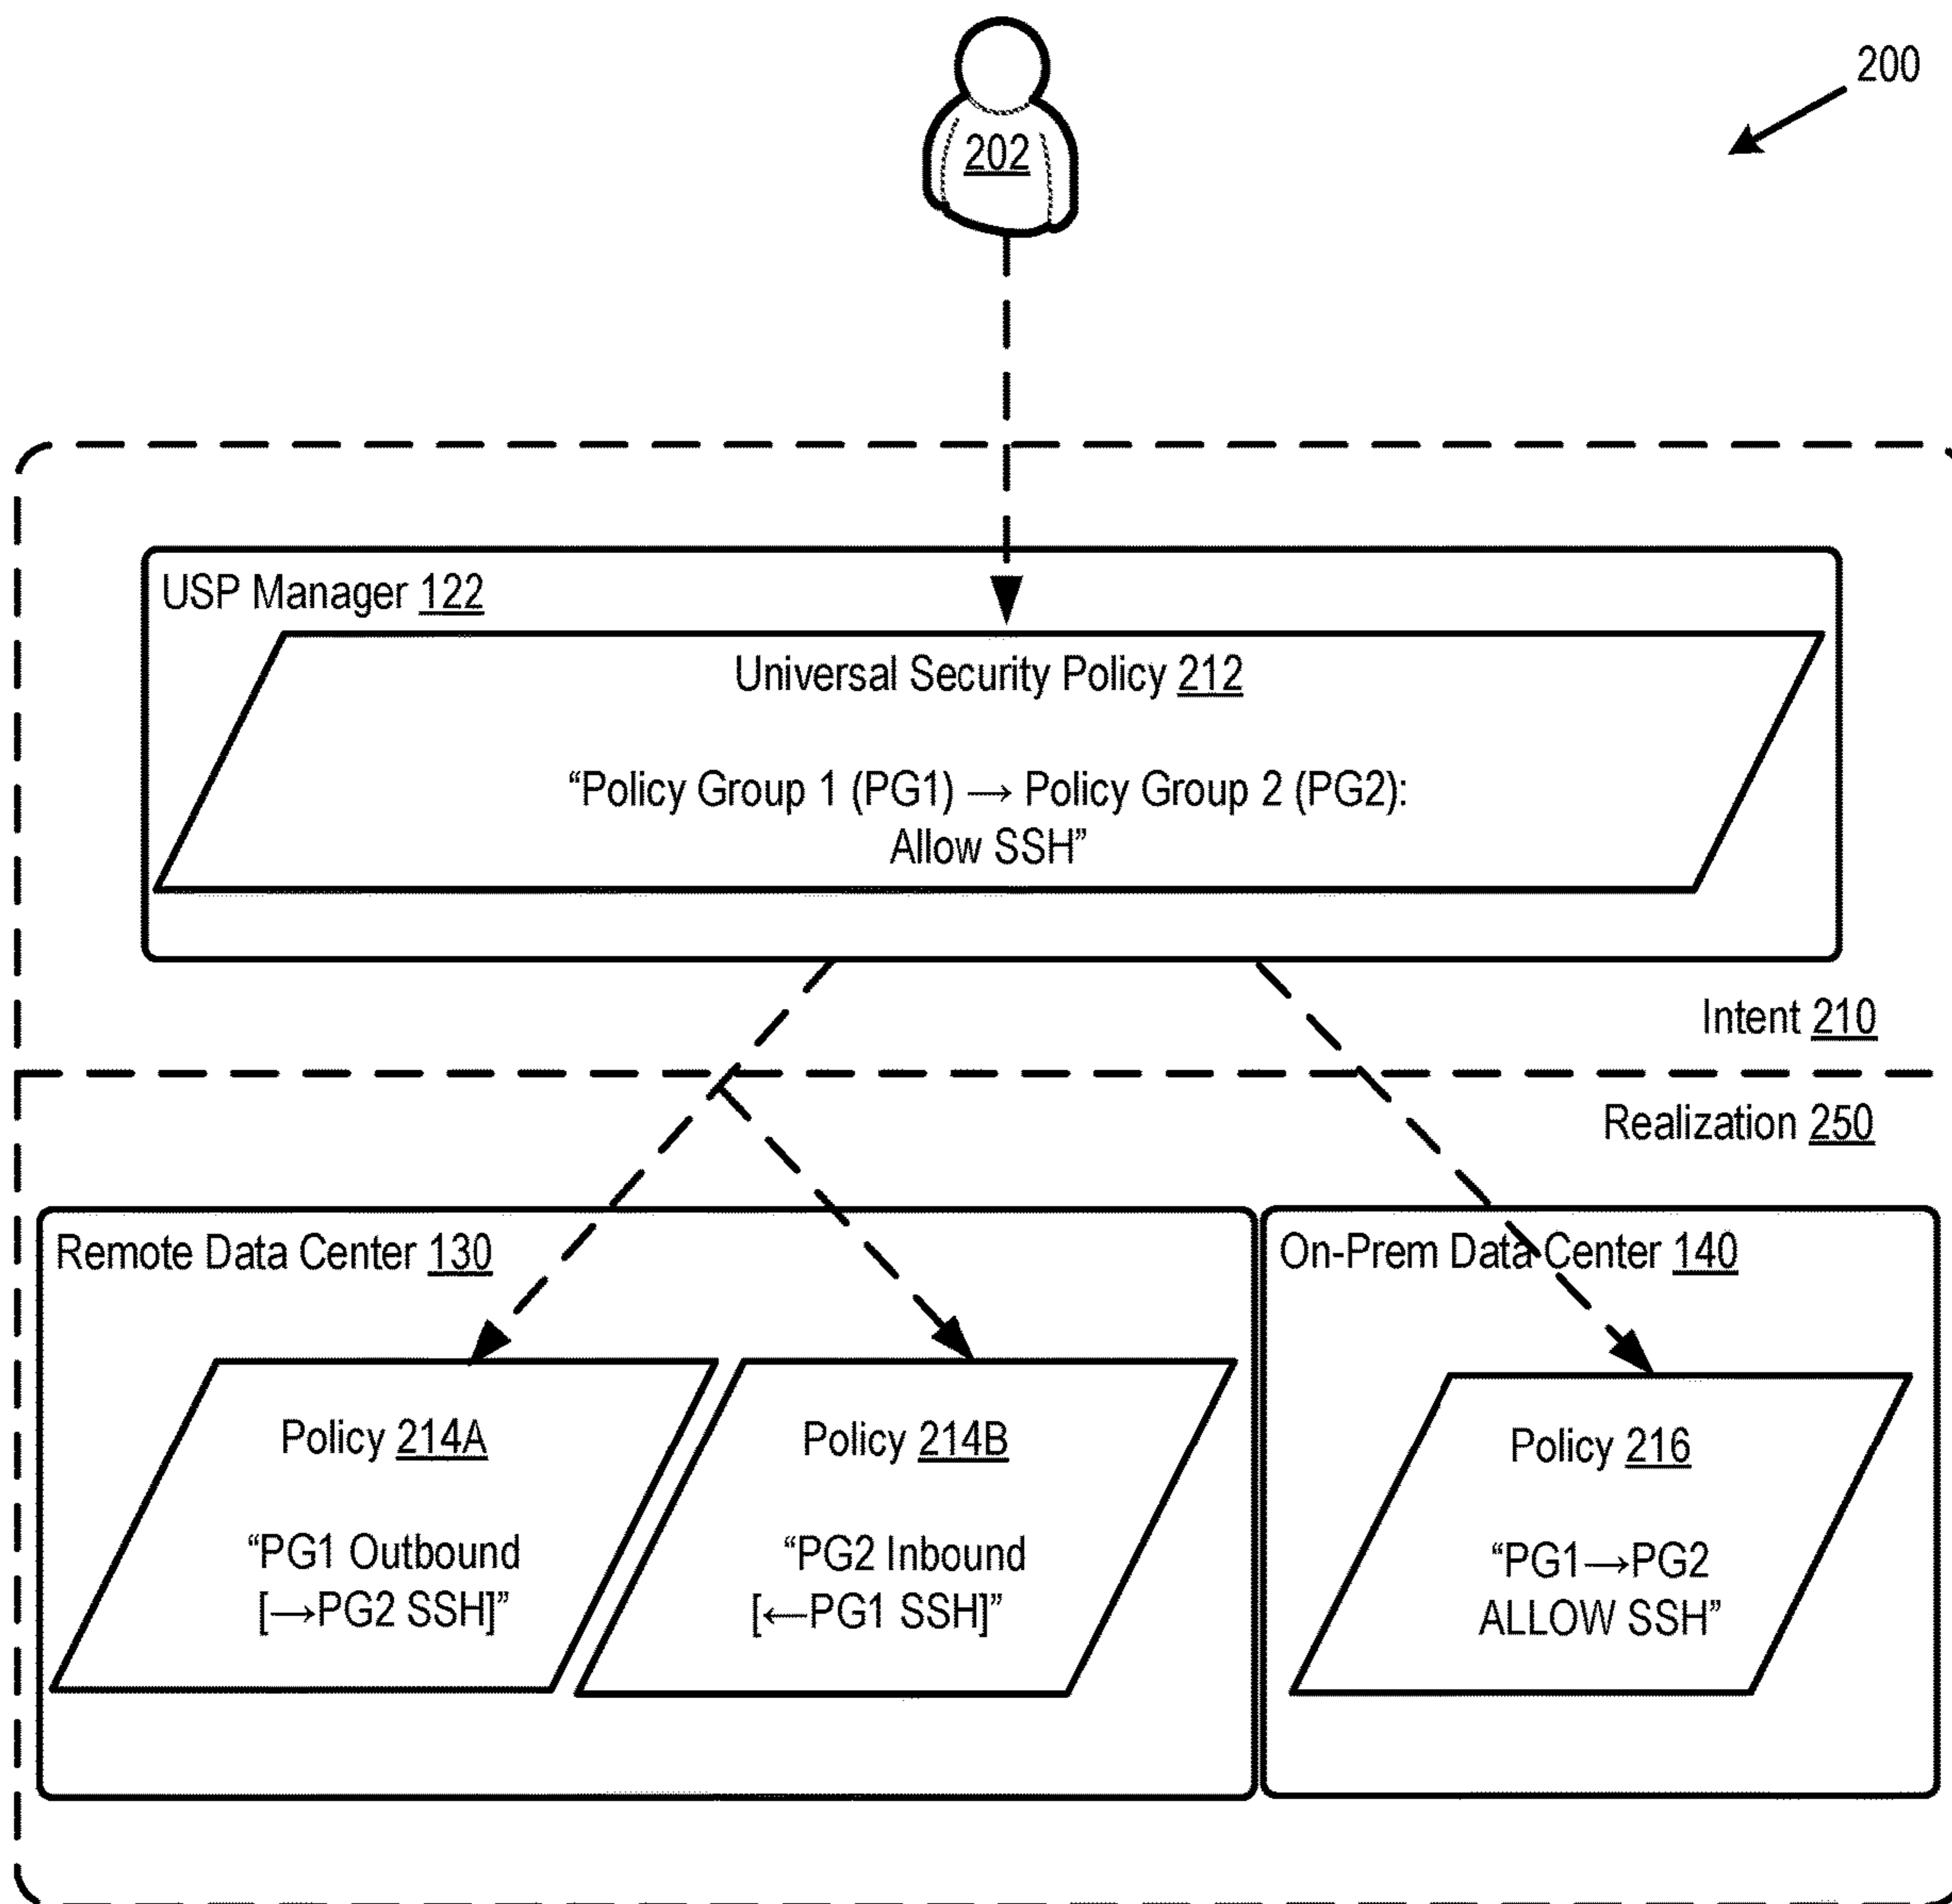 200
202
USP Manager 122
Universal Security Policy 212
“Policy Group 1 (PG1) → Policy Group 2 (PG2):
Allow SSH”
Intent 210
Realization 250
Remote Data Center 130
Policy 214A
“PG1 Outbound
[→PG2 SSH]”
Policy 214B
“PG2 Inbound
[←PG1 SSH]”
On-Prem Data Center 140
Policy 216
“PG1→PG2
ALLOW SSH”